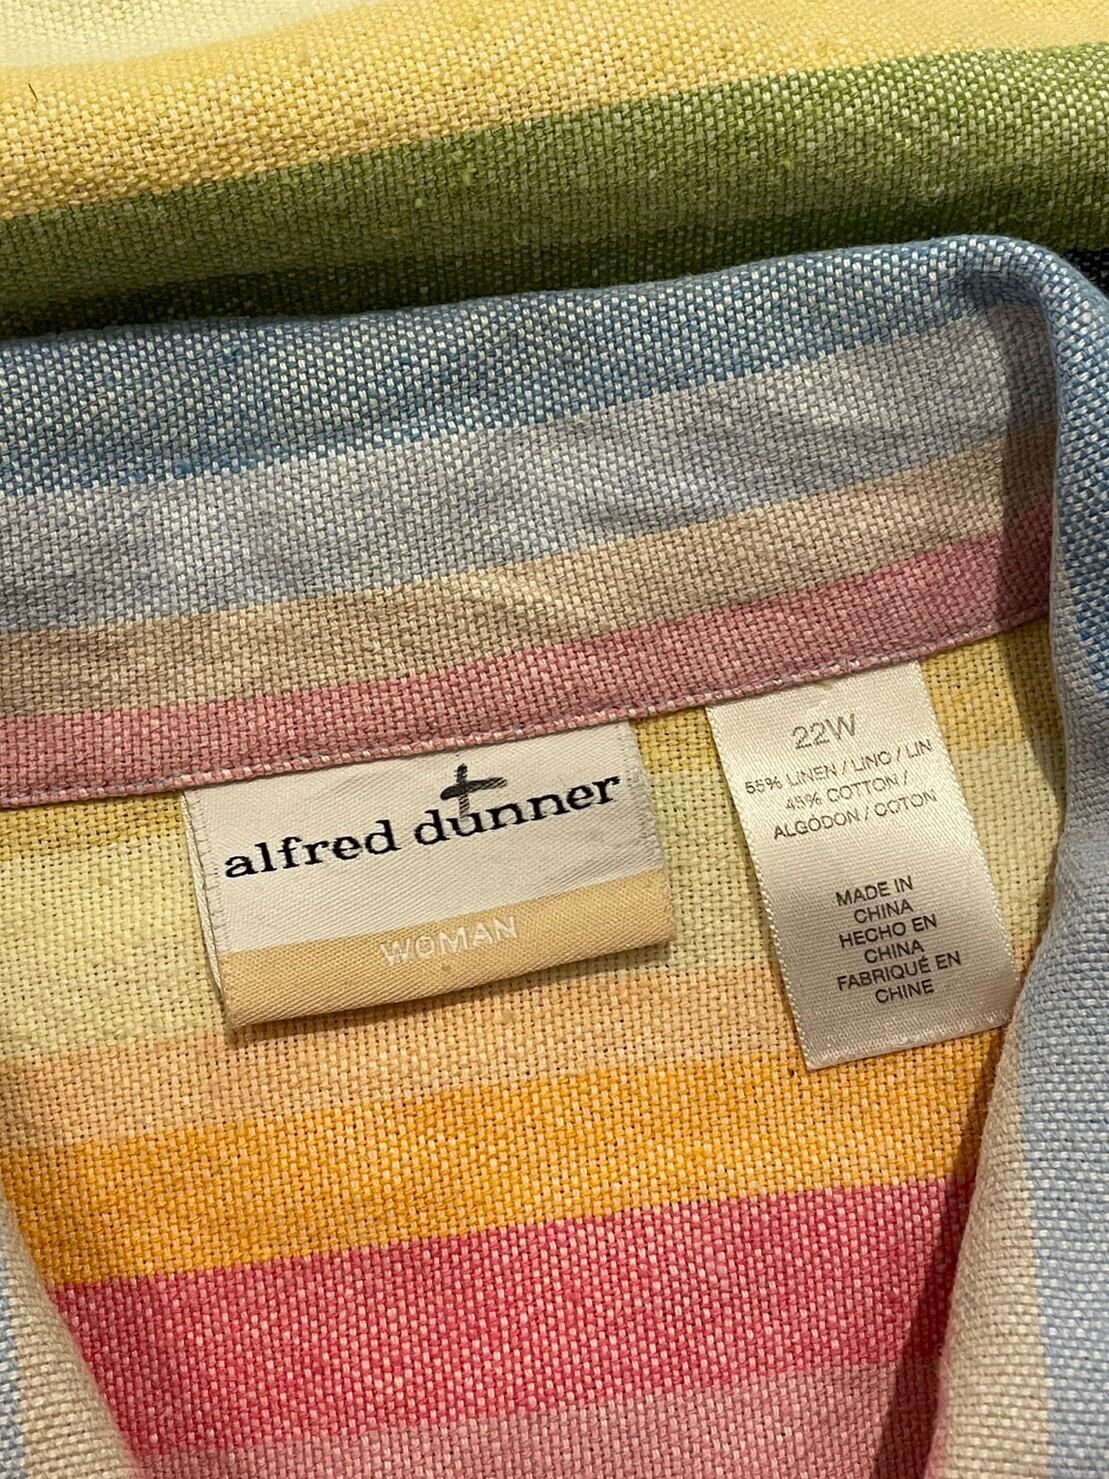 alfred dunner
WOMAN
22W
55% LINEN / LINO / LIN
45% COTTON /
ALGODON / COTON
MADE IN
CHINA
HECHO EN
CHINA
FABRIQUÉ EN
CHINE